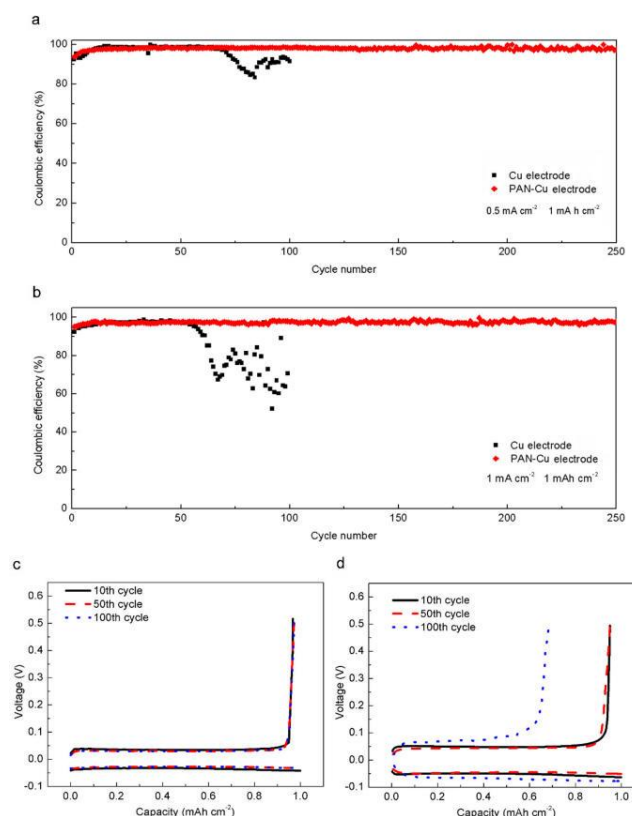 a
100
80
60
40
20
0
Coulombic efficiency (%)
Cu electrode
PAN-Cu electrode
0.5 mA cm⁻² 1 mA h cm⁻²
0 50 100 150 200 250
Cycle number
b
100
80
60
40
20
0
Coulombic efficiency (%)
Cu electrode
PAN-Cu electrode
1 mA cm⁻² 1 mAh cm⁻²
0 50 100 150 200 250
Cycle number
c
0.6
0.5
0.4
0.3
0.2
0.1
0.0
-0.1
Voltage (V)
10th cycle
50th cycle
100th cycle
0.0 0.2 0.4 0.6 0.8 1.0
Capacity (mAh cm⁻²)
d
0.6
0.5
0.4
0.3
0.2
0.1
0.0
-0.1
Voltage (V)
10th cycle
50th cycle
100th cycle
0.0 0.2 0.4 0.6 0.8 1.0
Capacity (mAh cm⁻²)